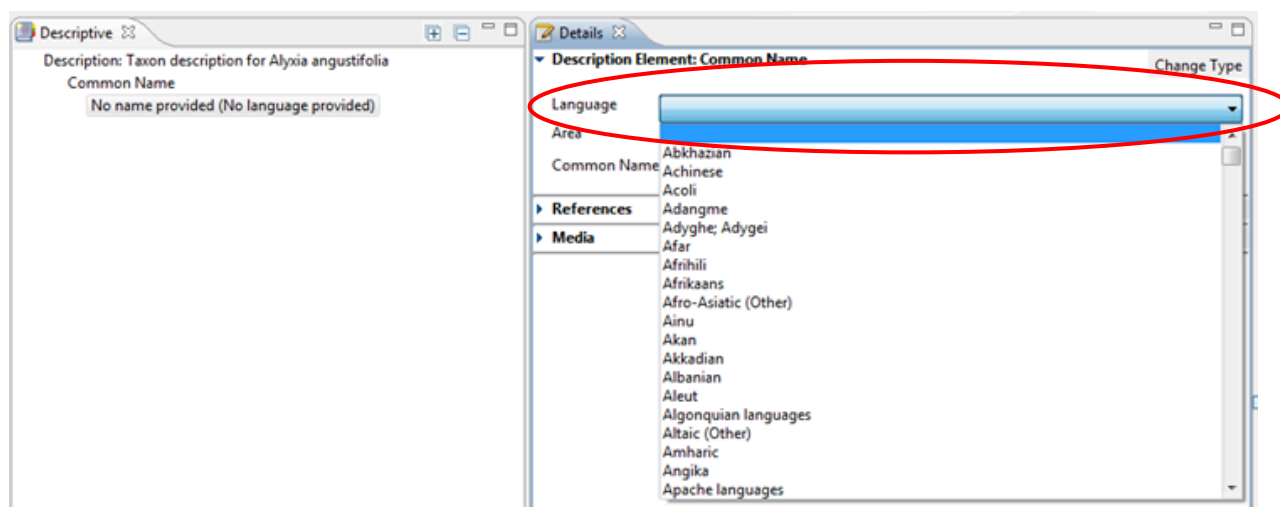 Descriptive
Description: Taxon description for Alyxia angustifolia
Common Name
No name provided (No language provided)
Details
Description Element: Common Name
Change Type
Language
Area
Common Name
References
Media
Abkhazian
Achinese
Acoli
Adangme
Adyghe; Adygei
Afar
Afrihili
Afrikaans
Afro-Asiatic (Other)
Ainu
Akan
Akkadian
Albanian
Aleut
Algonquian languages
Altaic (Other)
Amharic
Angika
Apache languages